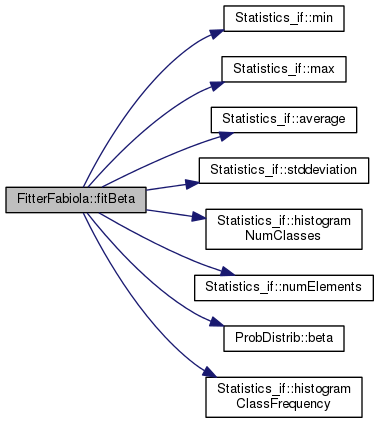 Statistics_if::min
Statistics_if::max
Statistics_if::average
Statistics_if::stddeviation
FitterFabiola::fitBeta
Statistics_if::histogram
NumClasses
Statistics_if::numElements
ProbDistrib::beta
Statistics_if::histogram
ClassFrequency